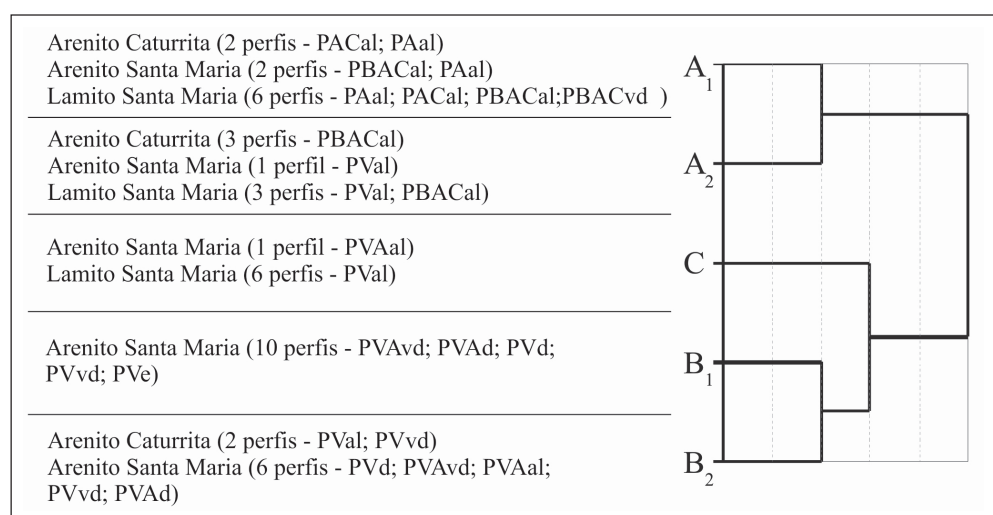 Arenito Caturrita (2 perfis - PACal; PAal)
Arenito Santa Maria (2 perfis - PBACal; PAal)
Lamito Santa Maria (6 perfis - PAal; PACal; PBACal;PBACvd )
A1
Arenito Caturrita (3 perfis - PBACal)
Arenito Santa Maria (1 perfil - PVal)
Lamito Santa Maria (3 perfis - PVal; PBACal)
A2
Arenito Santa Maria (1 perfil - PVAal)
Lamito Santa Maria (6 perfis - PVal)
C
Arenito Santa Maria (10 perfis - PVAvd; PVAd; PVd;
PVvd; PVe)
B1
Arenito Caturrita (2 perfis - PVal; PVvd)
Arenito Santa Maria (6 perfis - PVd; PVAvd; PVAal;
PVvd; PVAd)
B2